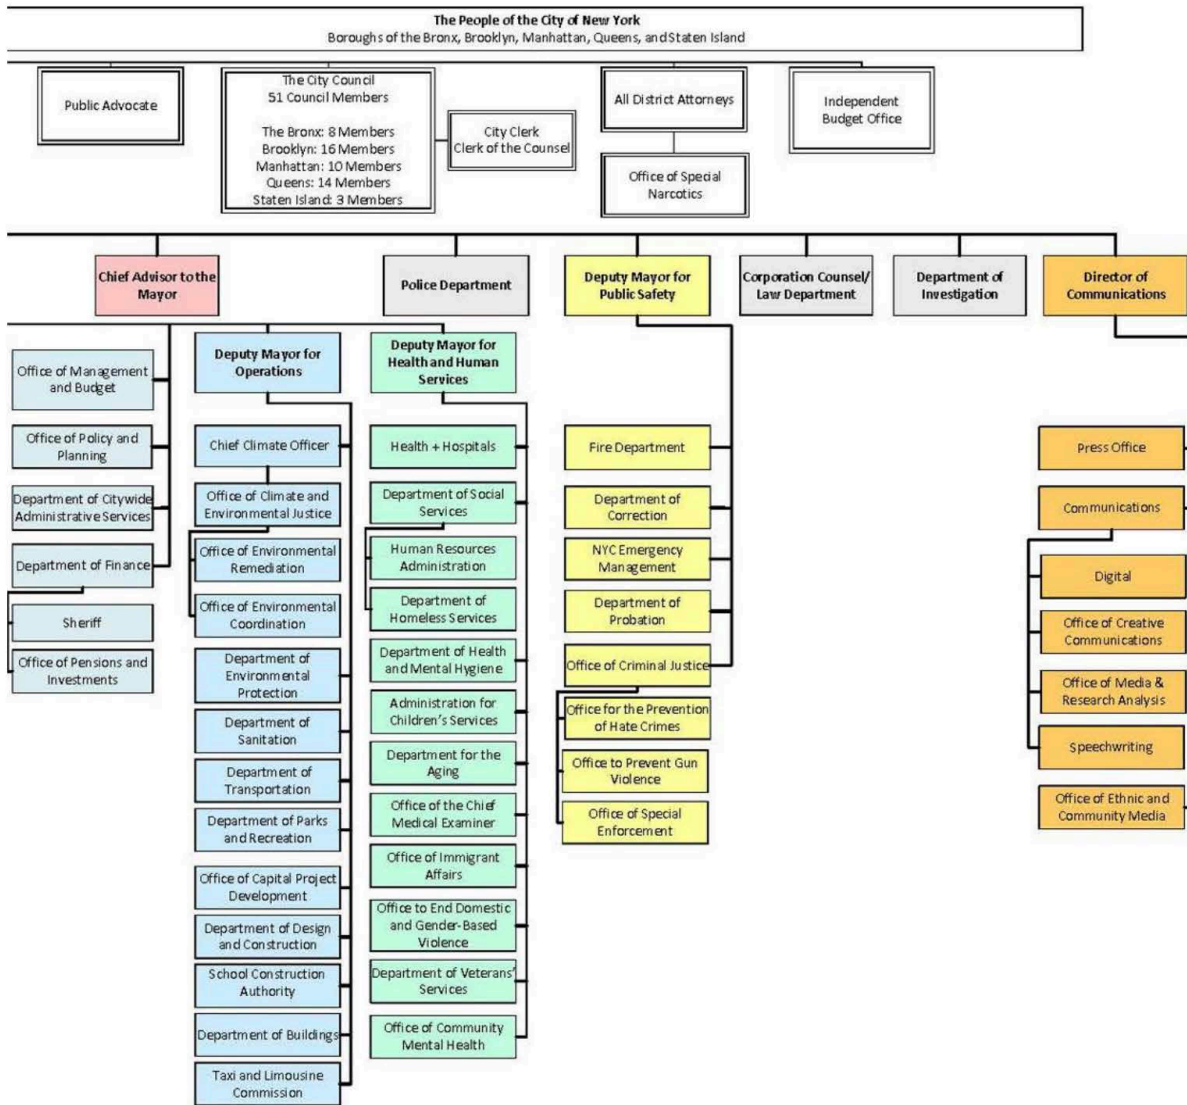 The People of the City of New York
Boroughs of the Bronx, Brooklyn, Manhattan, Queens, and Staten Island
Public Advocate
The City Council
51 Council Members
The Bronx: 8 Members
Brooklyn: 16 Members
Manhattan: 10 Members
Queens: 14 Members
Staten Island: 3 Members
City Clerk
Clerk of the Counsel
All District Attorneys
Office of Special
Narcotics
Independent
Budget Office
Chief Advisor to the
Mayor
Police Department
Deputy Mayor for
Public Safety
Corporation Counsel/
Law Department
Department of
Investigation
Director of
Communications
Office of Management
and Budget
Office of Policy and
Planning
Department of Citywide
Administrative Services
Department of Finance
Sheriff
Office of Pensions and
Investments
Deputy Mayor for
Operations
Chief Climate Officer
Office of Climate and
Environmental Justice
Office of Environmental
Remediation
Office of Environmental
Coordination
Department of
Environmental
Protection
Department of
Sanitation
Department of
Transportation
Department of Parks
and Recreation
Office of Capital Project
Development
Department of Design
and Construction
School Construction
Authority
Department of Buildings
Taxi and Limousine
Commission
Deputy Mayor for
Health and Human
Services
Health + Hospitals
Department of Social
Services
Human Resources
Administration
Department of
Homeless Services
Department of Health
and Mental Hygiene
Administration for
Children's Services
Department for the
Aging
Office of the Chief
Medical Examiner
Office of Immigrant
Affairs
Office to End Domestic
and Gender-Based
Violence
Department of Veterans'
Services
Office of Community
Mental Health
Fire Department
Department of
Correction
NYC Emergency
Management
Department of
Probation
Office of Criminal Justice
Office for the Prevention
of Hate Crimes
Office to Prevent Gun
Violence
Office of Special
Enforcement
Press Office
Communications
Digital
Office of Creative
Communications
Office of Media &
Research Analysis
Speechwriting
Office of Ethnic and
Community Media